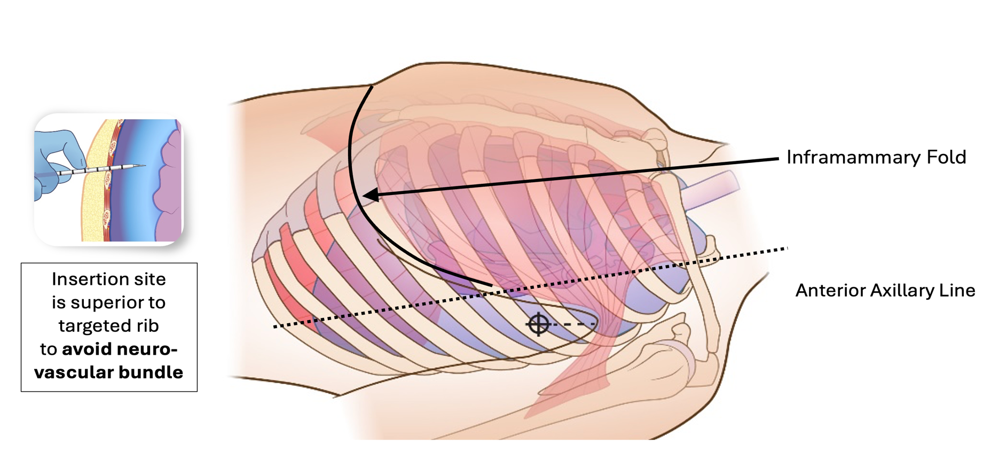 Inframammary Fold
Anterior Axillary Line
Insertion site
is superior to
targeted rib
to avoid neuro-
vascular bundle